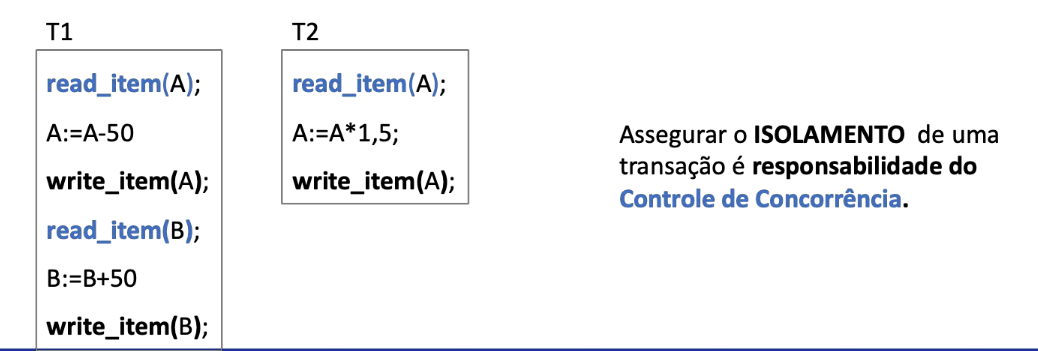 T1
read_item(A);
A:=A-50
write_item(A);
read_item(B);
B:=B+50
write_item(B);
T2
read_item(A);
A:=A*1,5;
write_item(A);
Assegurar o ISOLAMENTO de uma
transação é responsabilidade do
Controle de Concorrência.